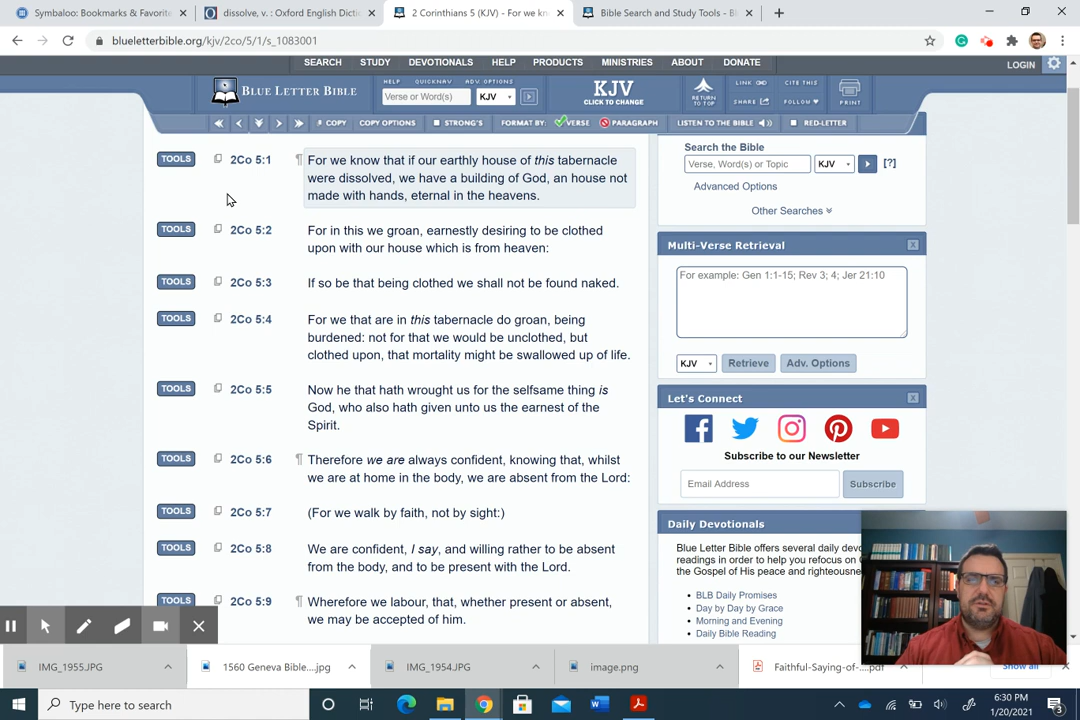 Symbaloo: Bookmarks & Favorite
dissolve, v. : Oxford English Dicti
2 Corinthians 5 (KJV) - For we kn
Bible Search and Study Tools - Bl
blueletterbible.org/kjv/2co/5/1/s_1083001
SEARCH STUDY DEVOTIONALS HELP PRODUCTS MINISTRIES ABOUT DONATE LOGIN
BLUE LETTER BIBLE
HELP QUICKNAV ADV. OPTIONS
Verse or Word(s) KJV
KJV
CLICK TO CHANGE
RETURN
TO TOP
LINK CITE THIS
SHARE FOLLOW PRINT
COPY COPY OPTIONS STRONG'S FORMAT BY: VERSE PARAGRAPH LISTEN TO THE BIBLE RED-LETTER
TOOLS 2Co 5:1 ¶ For we know that if our earthly house of this tabernacle
were dissolved, we have a building of God, an house not
made with hands, eternal in the heavens.
TOOLS 2Co 5:2 For in this we groan, earnestly desiring to be clothed
upon with our house which is from heaven:
TOOLS 2Co 5:3 If so be that being clothed we shall not be found naked.
TOOLS 2Co 5:4 For we that are in this tabernacle do groan, being
burdened: not for that we would be unclothed, but
clothed upon, that mortality might be swallowed up of life.
TOOLS 2Co 5:5 Now he that hath wrought us for the selfsame thing is
God, who also hath given unto us the earnest of the
Spirit.
TOOLS 2Co 5:6 ¶ Therefore we are always confident, knowing that, whilst
we are at home in the body, we are absent from the Lord:
TOOLS 2Co 5:7 (For we walk by faith, not by sight:)
TOOLS 2Co 5:8 We are confident, I say, and willing rather to be absent
from the body, and to be present with the Lord.
TOOLS 2Co 5:9 ¶ Wherefore we labour, that, whether present or absent,
we may be accepted of him.
Search the Bible
Verse, Word(s) or Topic KJV [?]
Advanced Options
Other Searches
Multi-Verse Retrieval
For example: Gen 1:1-15; Rev 3; 4; Jer 21:10
KJV Retrieve Adv. Options
Let's Connect
Subscribe to our Newsletter
Email Address Subscribe
Daily Devotionals
Blue Letter Bible offers several daily devo
readings in order to help you refocus on C
the Gospel of His peace and righteousne
BLB Daily Promises
Day by Day by Grace
Morning and Evening
Daily Bible Reading
IMG_1955.JPG
1560 Geneva Bible....jpg
IMG_1954.JPG
image.png
Faithful-Saying-of-....pdf
Show all
Type here to search
6:30 PM
1/20/2021
3